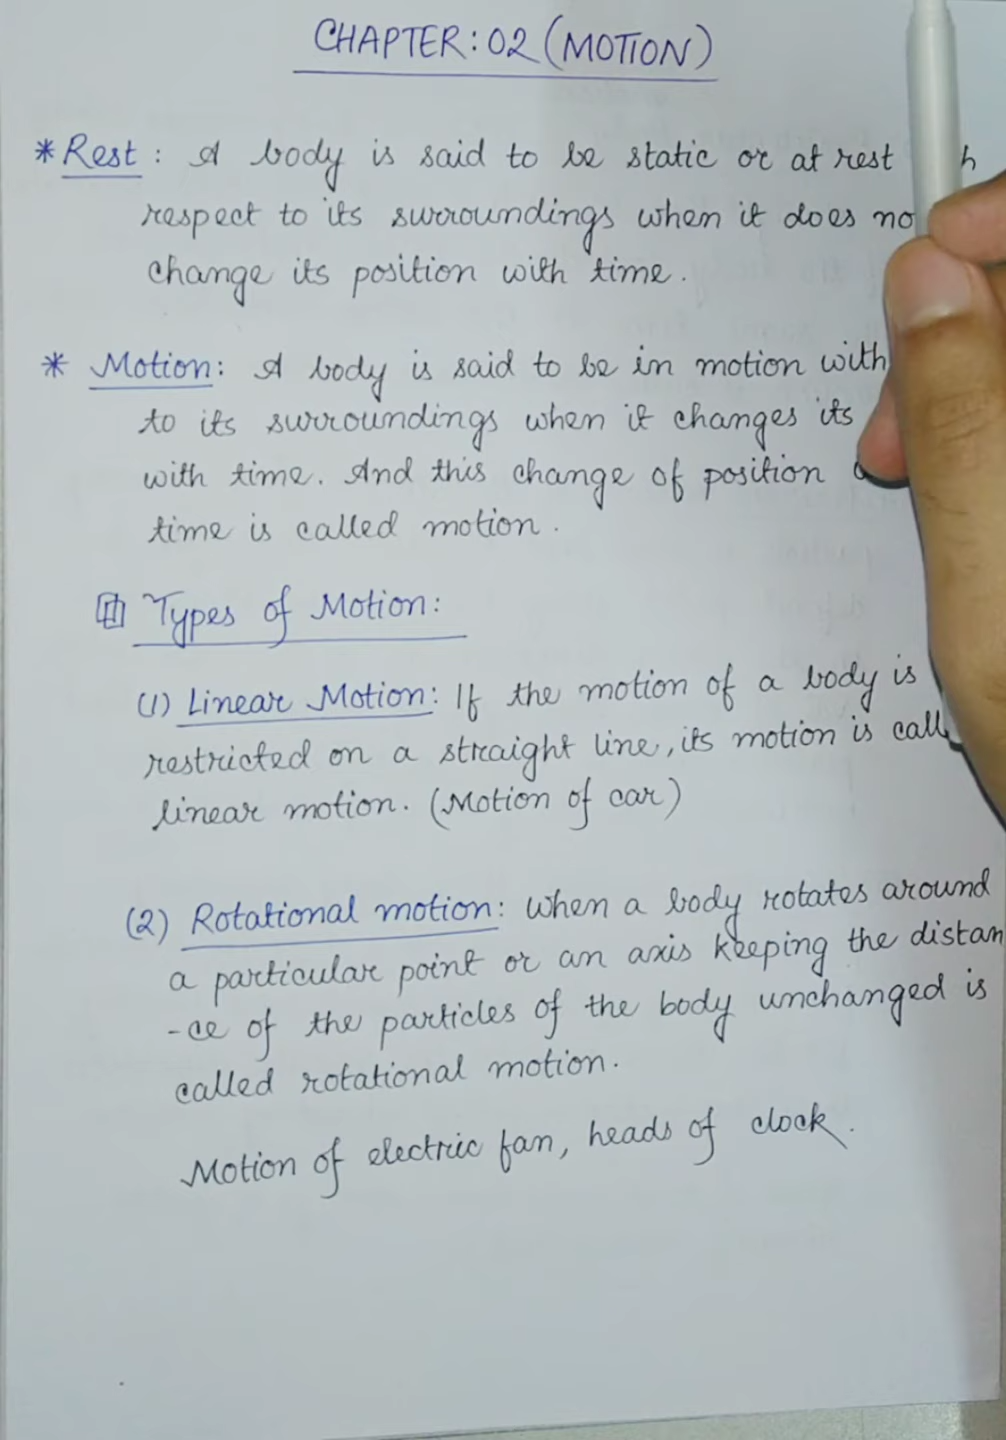 CHAPTER: 02 (MOTION)
* Rest : A body is said to be static or at rest
respect to its surroundings when it does
change its position with time.
* Motion: A body is said to be in motion with
to its surroundings when it changes its
with time. And this change of position
time is called motion.
Types of Motion:
(1) Linear Motion: If the motion of a body is
restricted on a straight line, its motion is
linear motion. (Motion of car)
(2) Rotational motion: when a body rotates around
a particular point or an axis keeping the distan
-ce of the particles of the body unchanged is
called rotational motion.
Motion of electric fan, heads of clock.